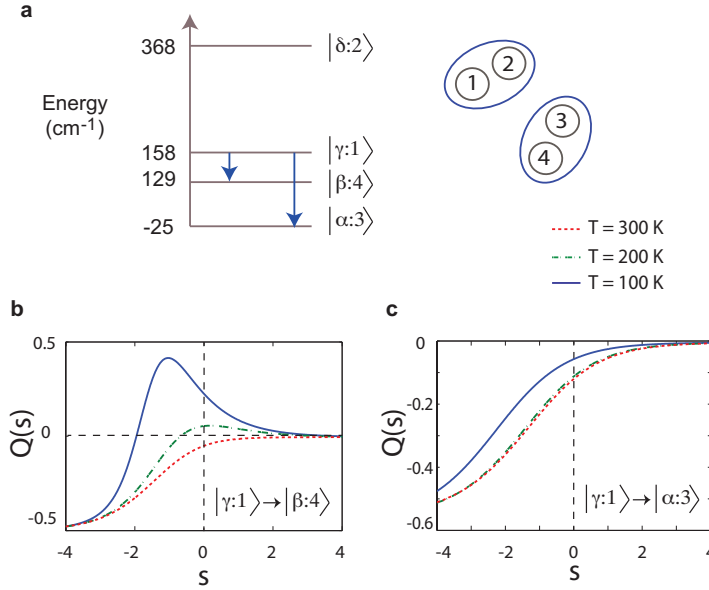 a
368
|δ:2⟩
Energy
(cm-1)
158
|γ:1⟩
129
|β:4⟩
-25
|α:3⟩
1
2
3
4
T = 300 K
T = 200 K
T = 100 K
b
0.5
0
-0.5
Q(s)
-4
-2
0
2
4
s
|γ:1⟩→|β:4⟩
c
0
-0.2
-0.4
-0.6
Q(s)
-4
-2
0
2
4
s
|γ:1⟩→|α:3⟩